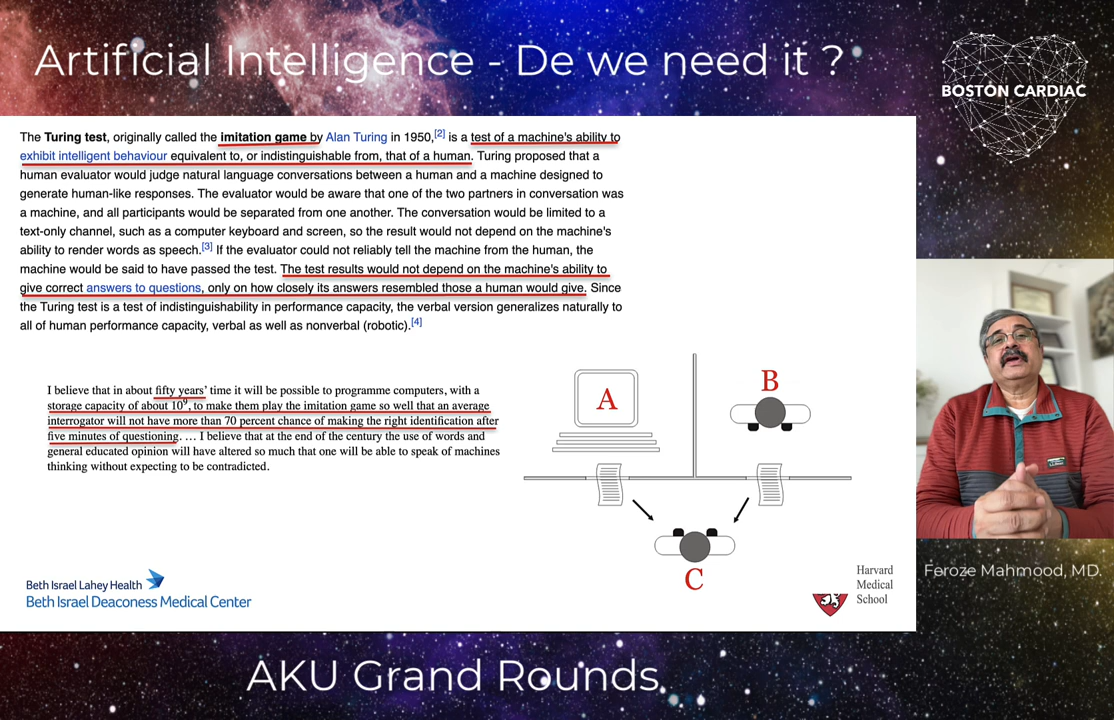 Artificial Intelligence - De we need it ?
BOSTON CARDIAC
The Turing test, originally called the imitation game by Alan Turing in 1950,[2] is a test of a machine's ability to
exhibit intelligent behaviour equivalent to, or indistinguishable from, that of a human. Turing proposed that a
human evaluator would judge natural language conversations between a human and a machine designed to
generate human-like responses. The evaluator would be aware that one of the two partners in conversation was
a machine, and all participants would be separated from one another. The conversation would be limited to a
text-only channel, such as a computer keyboard and screen, so the result would not depend on the machine's
ability to render words as speech.[3] If the evaluator could not reliably tell the machine from the human, the
machine would be said to have passed the test. The test results would not depend on the machine's ability to
give correct answers to questions, only on how closely its answers resembled those a human would give. Since
the Turing test is a test of indistinguishability in performance capacity, the verbal version generalizes naturally to
all of human performance capacity, verbal as well as nonverbal (robotic).[4]
I believe that in about fifty years' time it will be possible to programme computers, with a
storage capacity of about 10⁹, to make them play the imitation game so well that an average
interrogator will not have more than 70 percent chance of making the right identification after
five minutes of questioning. … I believe that at the end of the century the use of words and
general educated opinion will have altered so much that one will be able to speak of machines
thinking without expecting to be contradicted.
A
B
C
Beth Israel Lahey Health
Beth Israel Deaconess Medical Center
Harvard
Medical
School
Feroze Mahmood, MD.
AKU Grand Rounds